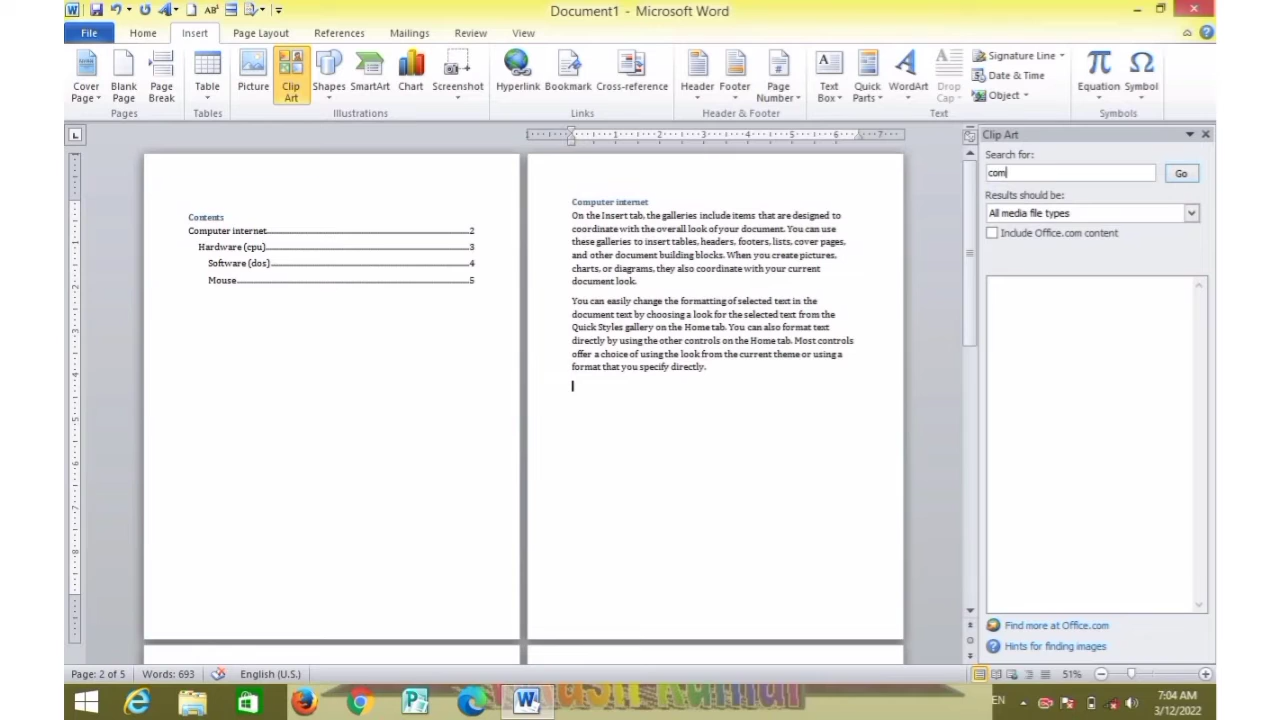 Document1 - Microsoft Word
File Home Insert Page Layout References Mailings Review View
Cover Page
Blank Page
Page Break
Table
Picture
Clip Art
Shapes
SmartArt
Chart
Screenshot
Hyperlink
Bookmark
Cross-reference
Header
Footer
Page Number
Text Box
Quick Parts
WordArt
Drop Cap
Signature Line
Date & Time
Object
Equation
Symbol
Pages Tables Illustrations Links Header & Footer Text Symbols
Contents
Computer internet 2
Hardware (cpu) 3
Software (dos) 4
Mouse 5
Computer internet
On the Insert tab, the galleries include items that are designed to
coordinate with the overall look of your document. You can use
these galleries to insert tables, headers, footers, lists, cover pages,
and other document building blocks. When you create pictures,
charts, or diagrams, they also coordinate with your current
document look.
You can easily change the formatting of selected text in the
document text by choosing a look for the selected text from the
Quick Styles gallery on the Home tab. You can also format text
directly by using the other controls on the Home tab. Most controls
offer a choice of using the look from the current theme or using a
format that you specify directly.
Clip Art
Search for:
com
Go
Results should be:
All media file types
Include Office.com content
Find more at Office.com
Hints for finding images
Page: 2 of 5 Words: 693 English (U.S.) 51%
EN
7:04 AM
3/12/2022